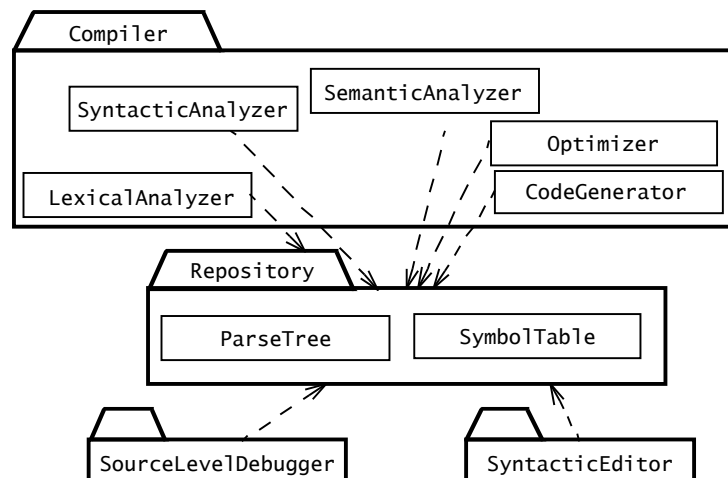 Compiler
SemanticAnalyzer
SyntacticAnalyzer
Optimizer
LexicalAnalyzer
CodeGenerator
Repository
ParseTree
SymbolTable
SourceLevelDebugger
SyntacticEditor